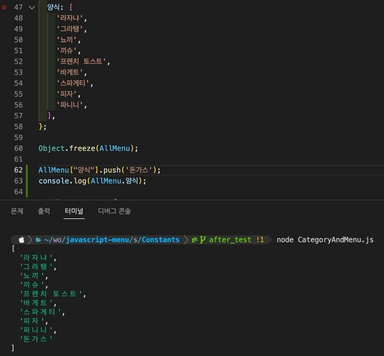 47 양식: [
48 '라자냐',
49 '그라탱',
50 '뇨끼',
51 '끼슈',
52 '프렌치 토스트',
53 '바게트',
54 '스파게티',
55 '피자',
56 '파니니',
57 ],
58 };
59
60 Object.freeze(AllMenu);
61
62 AllMenu["양식"].push('돈가스');
63 console.log(AllMenu.양식);
64
문제 출력 터미널 디버그 콘솔
~/wo/javascript-menu/s/Constants after_test !1 node CategoryAndMenu.js
[
'라자냐',
'그라탱',
'뇨끼',
'끼슈',
'프렌치 토스트',
'바게트',
'스파게티',
'피자',
'파니니',
'돈가스'
]